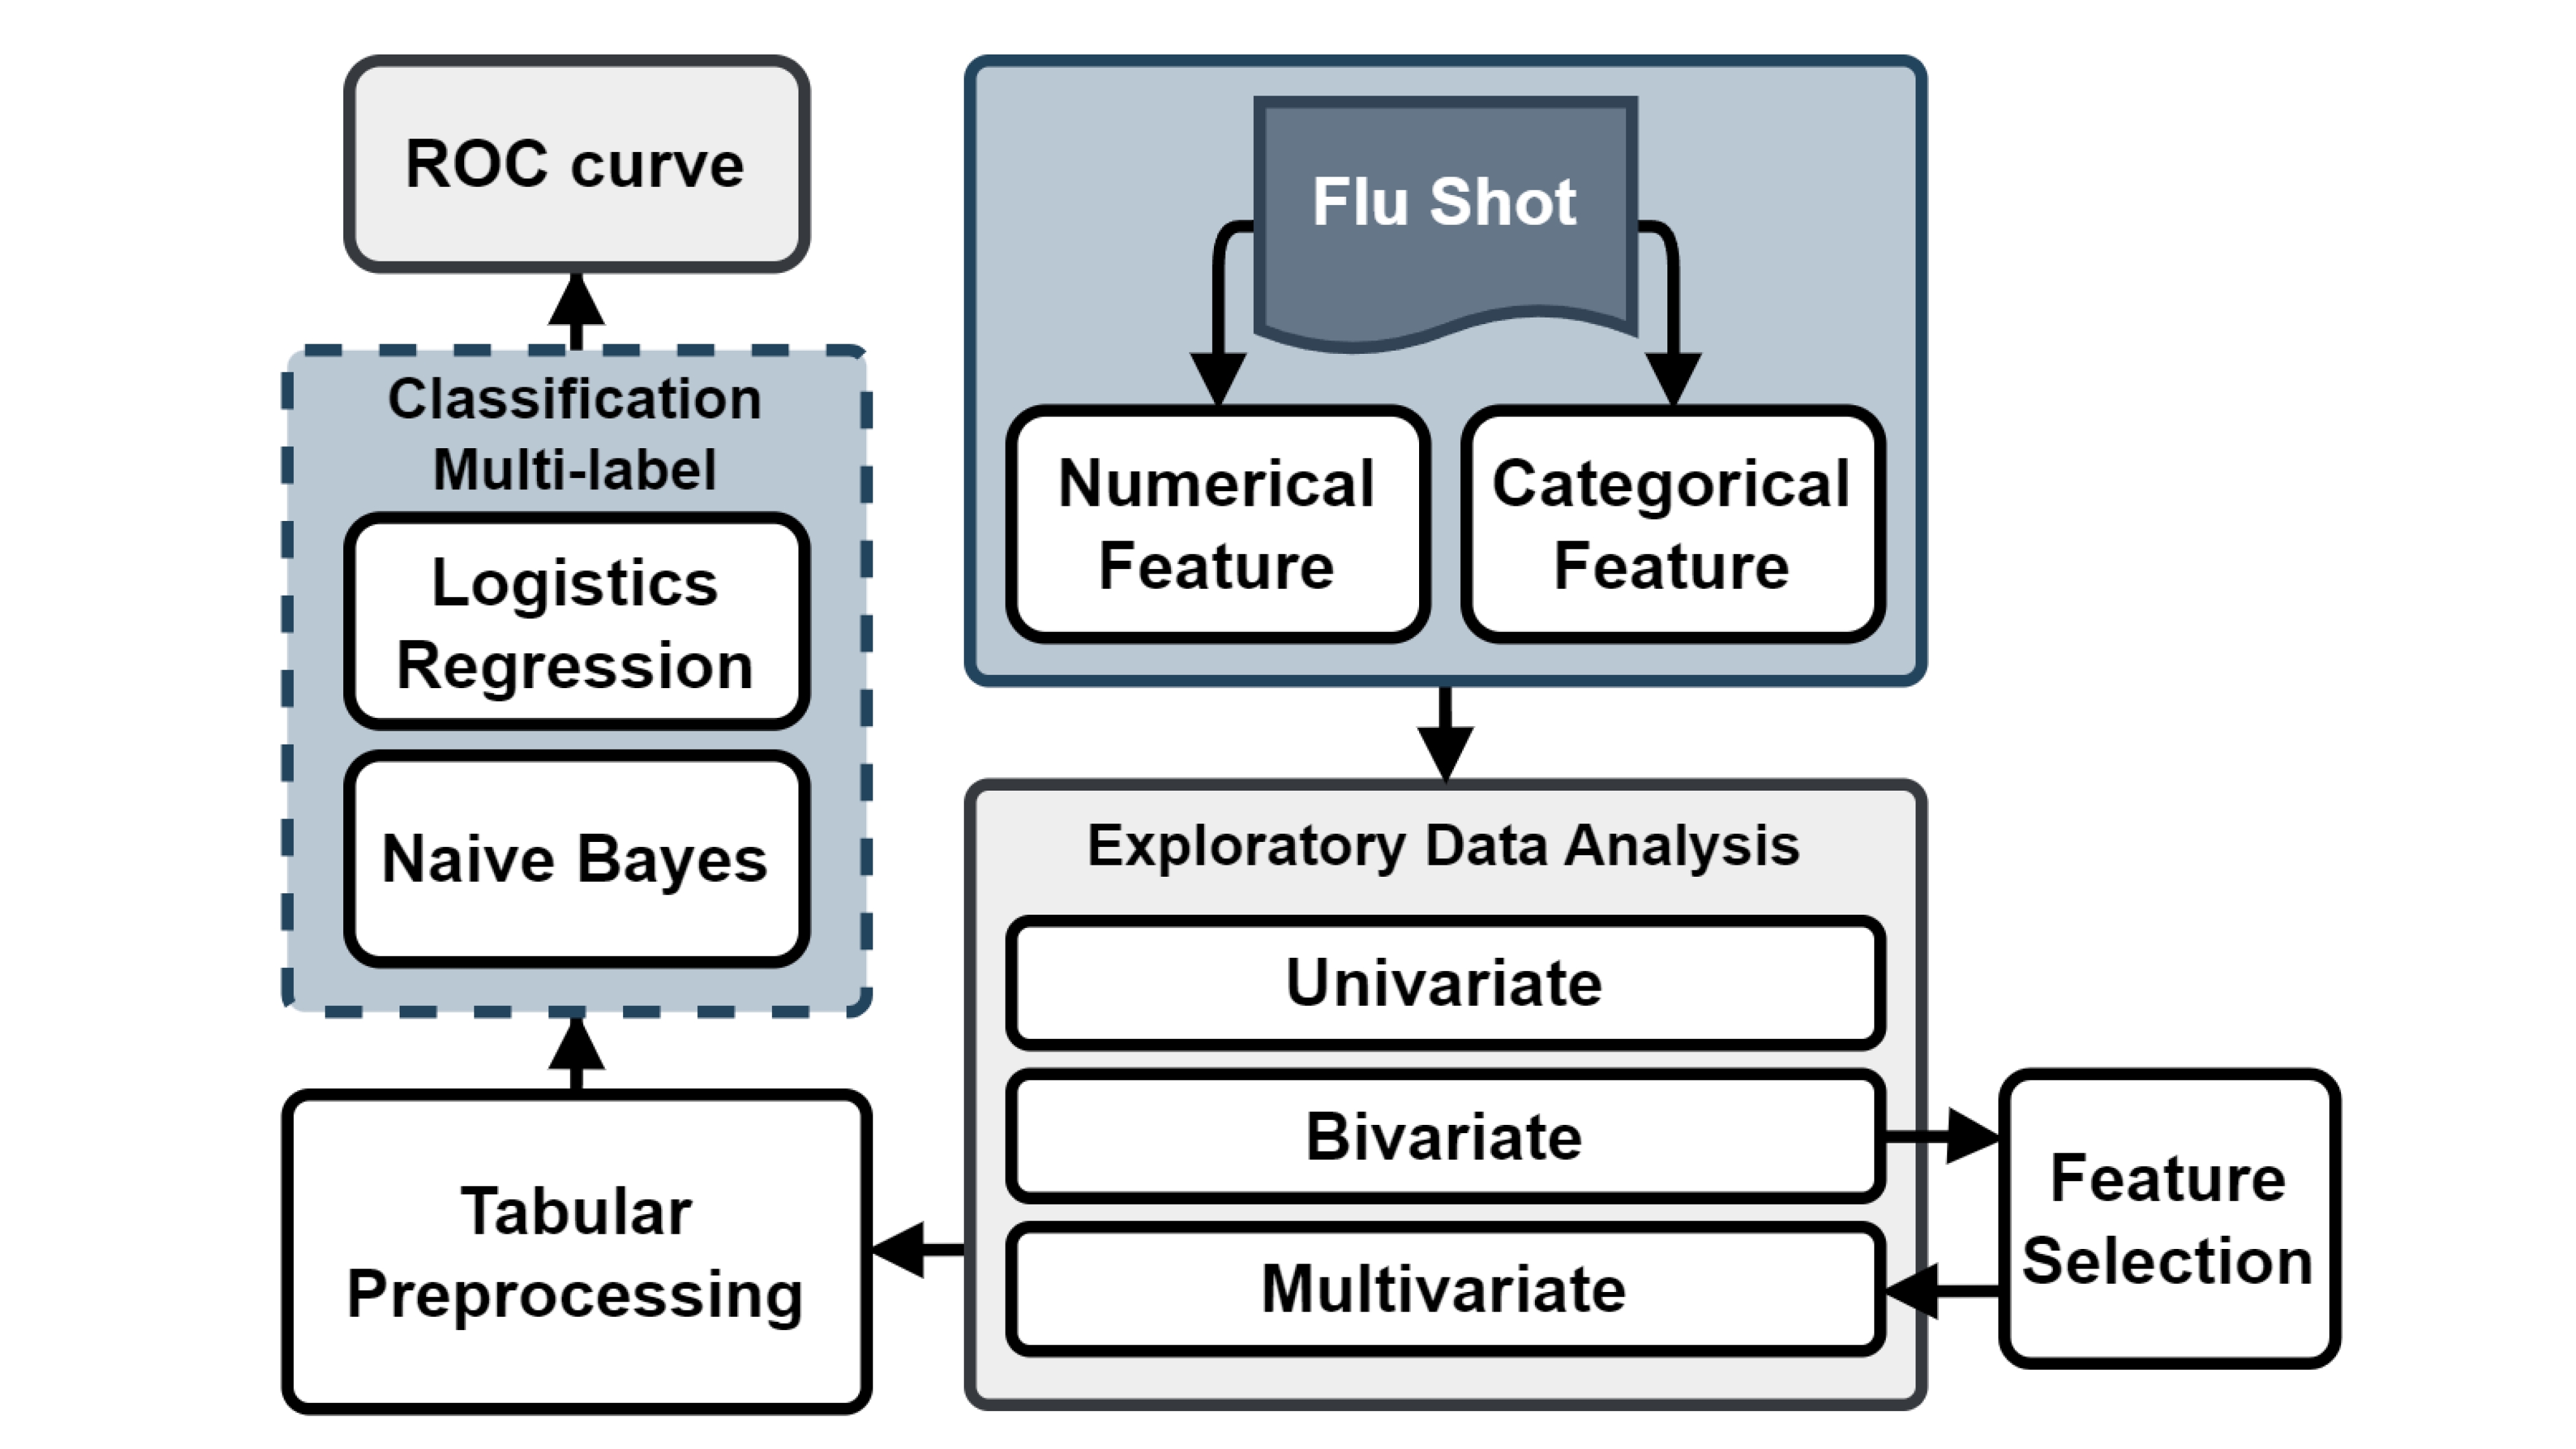 ROC curve
Flu Shot
Classification
Multi-label
Logistics
Regression
Naive Bayes
Numerical
Feature
Categorical
Feature
Exploratory Data Analysis
Univariate
Bivariate
Multivariate
Feature
Selection
Tabular
Preprocessing